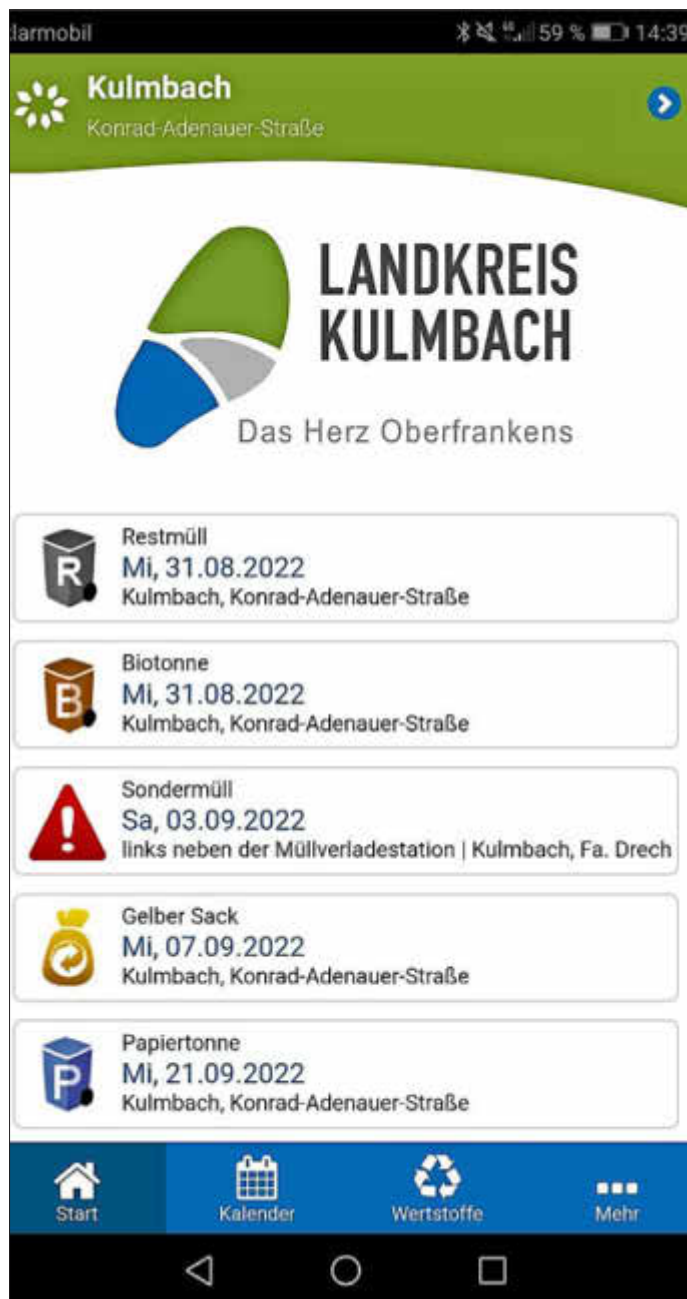 larmobil 59 % 14:39
Kulmbach
Konrad-Adenauer-Straße
LANDKREIS
KULMBACH
Das Herz Oberfrankens
R
Restmüll
Mi, 31.08.2022
Kulmbach, Konrad-Adenauer-Straße
B
Biotonne
Mi, 31.08.2022
Kulmbach, Konrad-Adenauer-Straße
Sondermüll
Sa, 03.09.2022
links neben der Müllverladestation | Kulmbach, Fa. Drech
Gelber Sack
Mi, 07.09.2022
Kulmbach, Konrad-Adenauer-Straße
P
Papiertonne
Mi, 21.09.2022
Kulmbach, Konrad-Adenauer-Straße
Start Kalender Wertstoffe Mehr